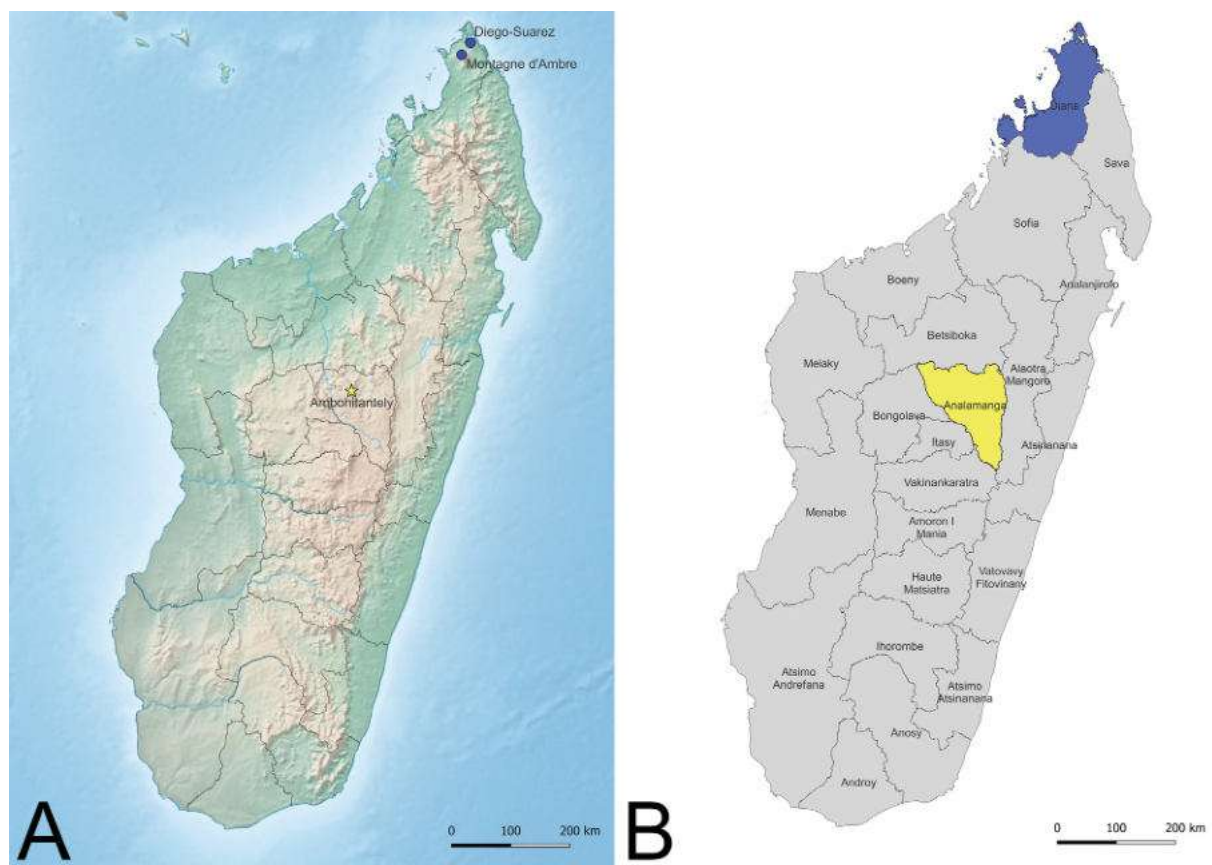 Diego-Suarez
Montagne d'Ambre
Ambohitantely
A
0 100 200 km
Diana
Sava
Sofia
Boeny
Analanjirofo
Betsiboka
Melaky
Alaotra
Mangoro
Analamanga
Bongolava
Itasy
Atsinanana
Vakinankaratra
Menabe
Amoron I
Mania
Haute
Matsiatra
Vatovavy
Fitovinany
Ihorombe
Atsimo
Andrefana
Atsimo
Atsinanana
Anosy
Androy
B
0 100 200 km